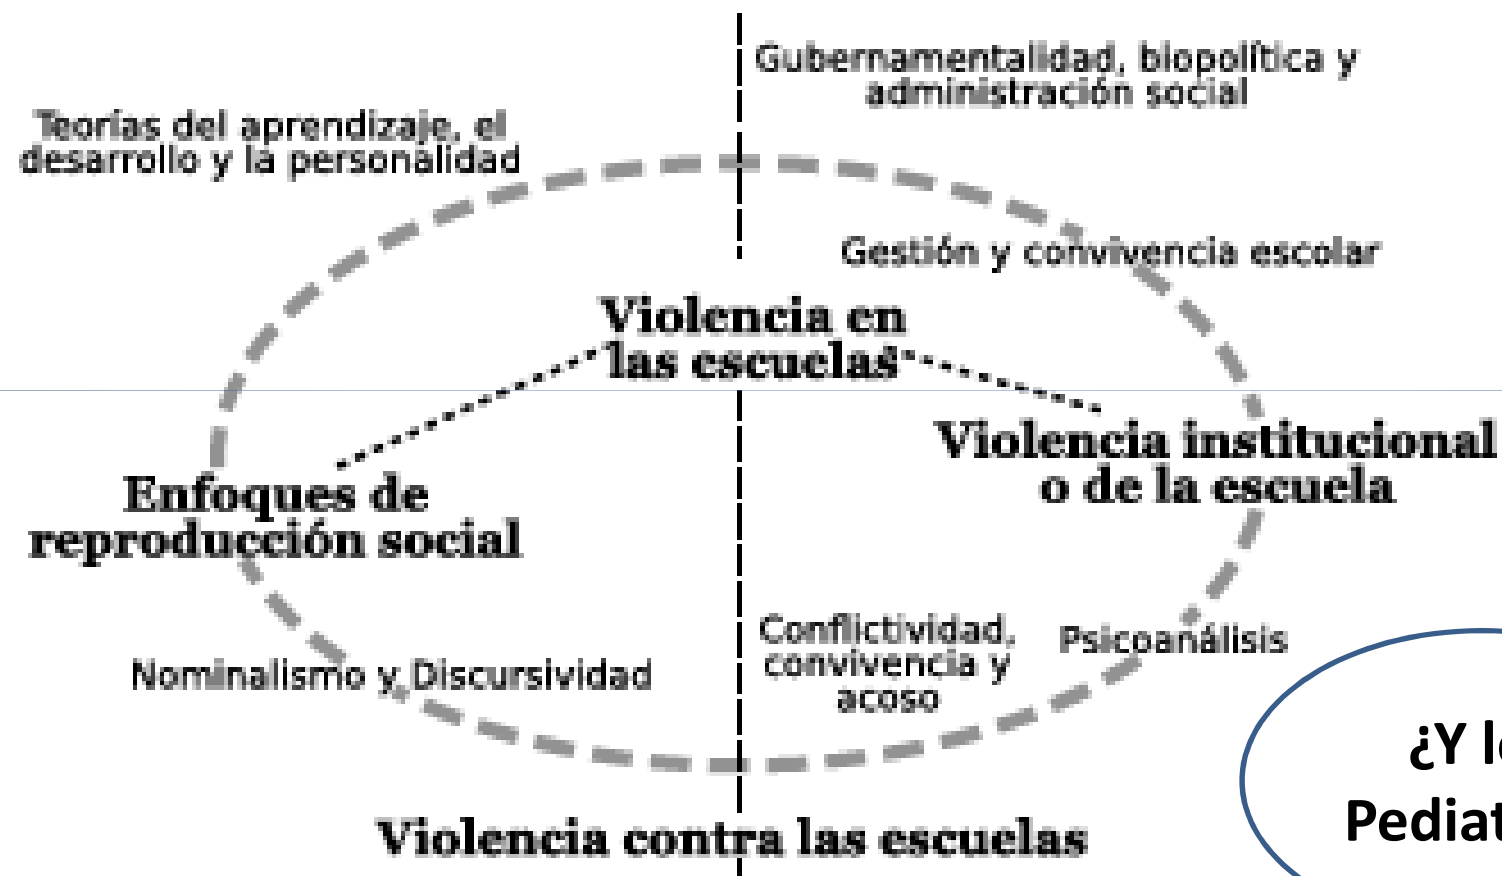 Gubernamentalidad, biopolítica y
administración social
Teorías del aprendizaje, el
desarrollo y la personalidad
Gestión y convivencia escolar
Violencia en
las escuelas
Violencia institucional
o de la escuela
Enfoques de
reproducción social
Conflictividad,
convivencia y
acoso
Psicoanálisis
Nominalismo y Discursividad
¿Y
Violencia contra las escuelas